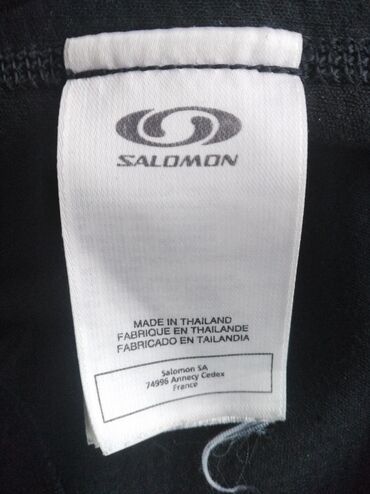 SALOMON
MADE IN THAILAND
FABRIQUE EN THAILANDE
FABRICADO EN TAILANDIA
Salomon SA
74996 Annecy Cedex
France